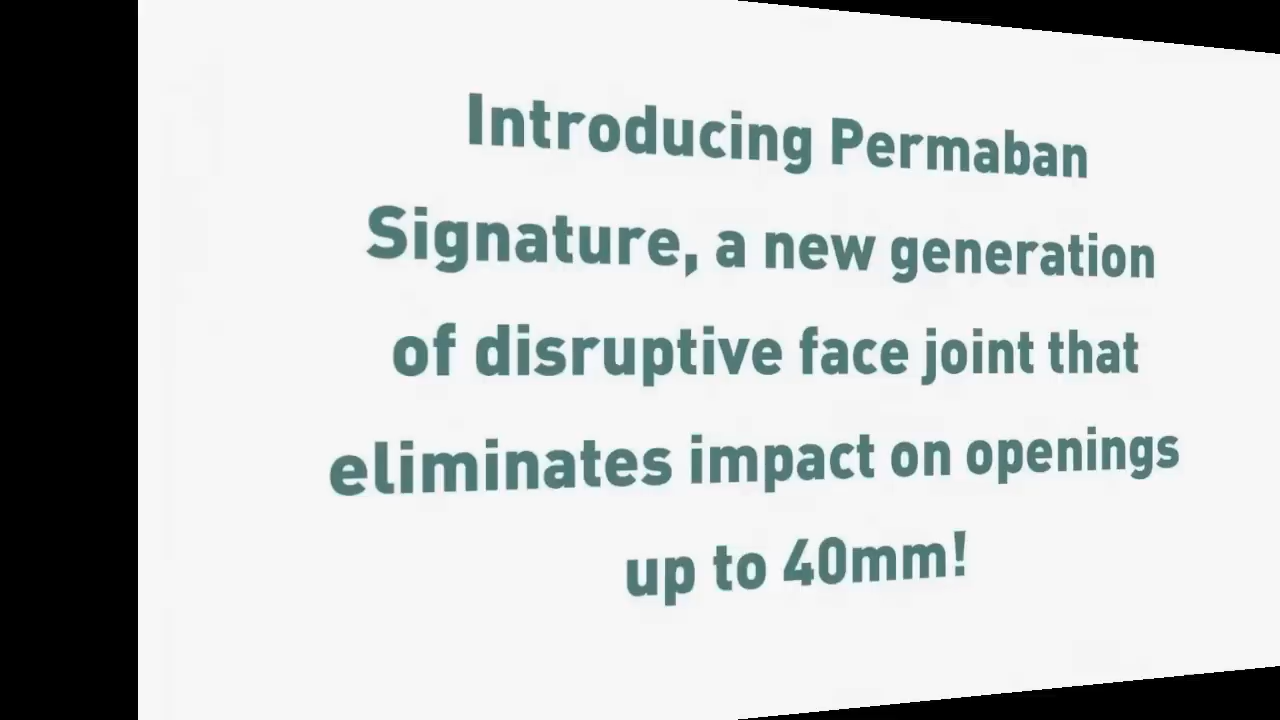 Introducing Permaban
Signature, a new generation
of disruptive face joint that
eliminates impact on openings
up to 40mm!